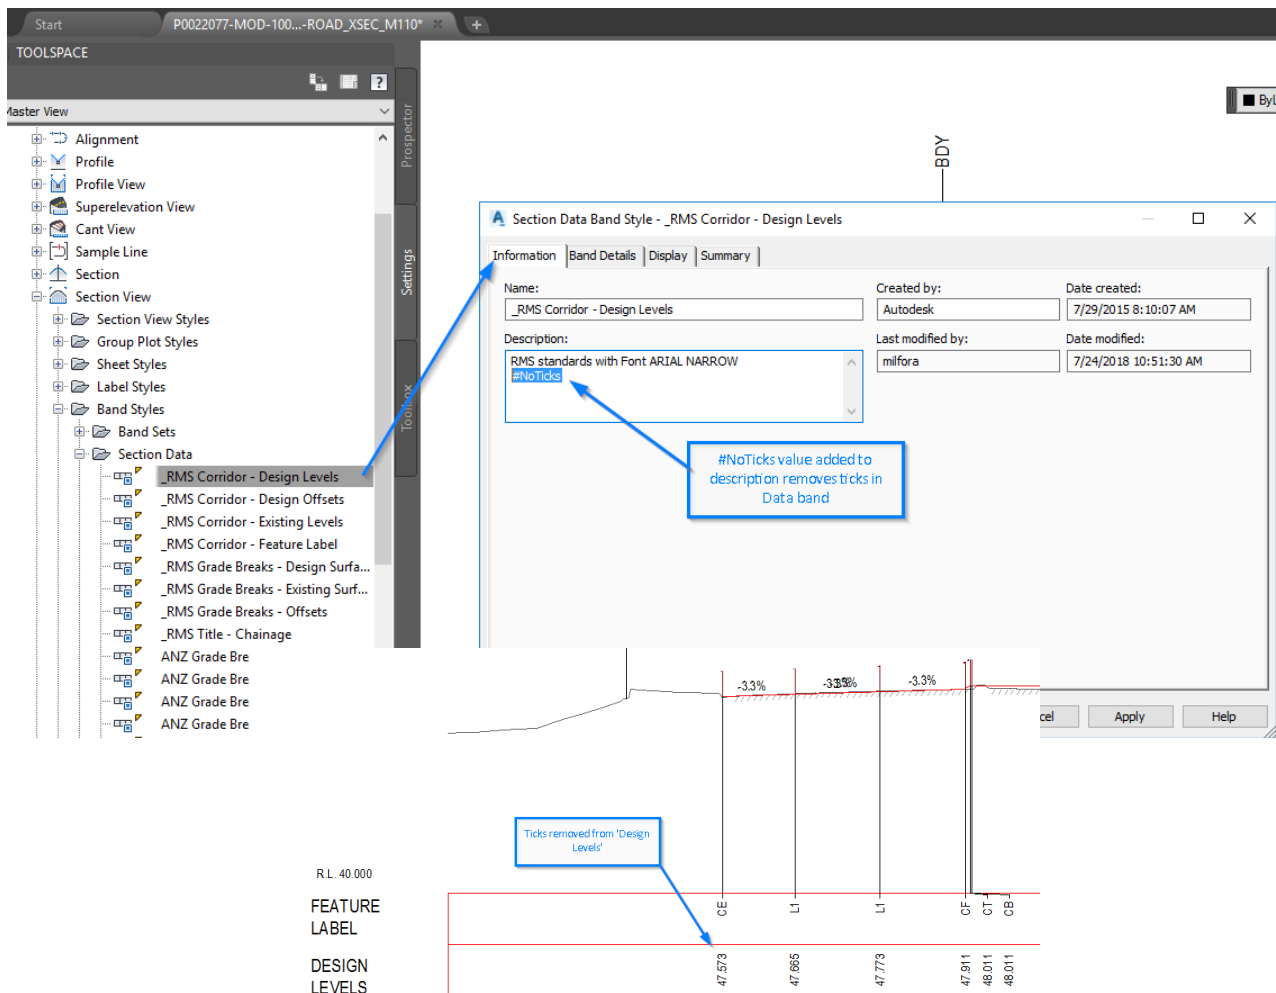 Start
P0022077-MOD-100...-ROAD_XSEC_M110*
TOOLSPACE
Master View
Alignment
Profile
Profile View
Superelevation View
Cant View
Sample Line
Section
Section View
Section View Styles
Group Plot Styles
Sheet Styles
Label Styles
Band Styles
Band Sets
Section Data
_RMS Corridor - Design Levels
_RMS Corridor - Design Offsets
_RMS Corridor - Existing Levels
_RMS Corridor - Feature Label
_RMS Grade Breaks - Design Surfa...
_RMS Grade Breaks - Existing Surf...
_RMS Grade Breaks - Offsets
_RMS Title - Chainage
ANZ Grade Bre
ANZ Grade Bre
ANZ Grade Bre
ANZ Grade Bre
Prospector
Settings
Toolbox
ByL
BDY
Section Data Band Style - _RMS Corridor - Design Levels
Information Band Details Display Summary
Name:
_RMS Corridor - Design Levels
Created by:
Autodesk
Date created:
7/29/2015 8:10:07 AM
Description:
RMS standards with Font ARIAL NARROW
#NoTicks
Last modified by:
milfora
Date modified:
7/24/2018 10:51:30 AM
#NoTicks value added to
description removes ticks in
Data band
cel Apply Help
-3.3% -3.3% -3.3%
Ticks removed from 'Design
Levels'
R.L. 40.000
FEATURE
LABEL
CE L1 L1 CF CT CB
DESIGN
LEVELS
47.573 47.665 47.773 47.911 48.011 48.011